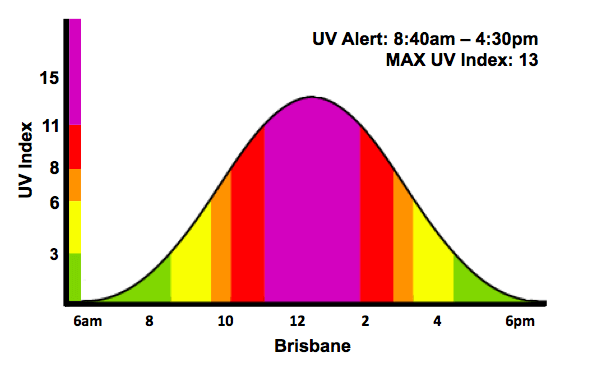 UV Alert: 8:40am – 4:30pm
MAX UV Index: 13
15
11
8
6
3
UV Index
6am 8 10 12 2 4 6pm
Brisbane